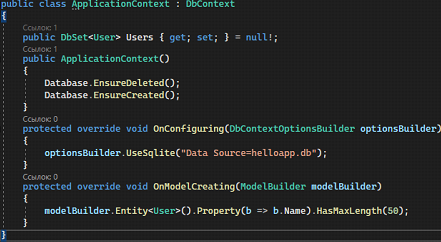 public class ApplicationContext : DbContext
{
Ссылок: 1
public DbSet<User> Users { get; set; } = null!;
Ссылок: 1
public ApplicationContext()
{
Database.EnsureDeleted();
Database.EnsureCreated();
}
Ссылок: 0
protected override void OnConfiguring(DbContextOptionsBuilder optionsBuilder)
{
optionsBuilder.UseSqlite("Data Source=helloapp.db");
}
Ссылок: 0
protected override void OnModelCreating(ModelBuilder modelBuilder)
{
modelBuilder.Entity<User>().Property(b => b.Name).HasMaxLength(50);
}
}